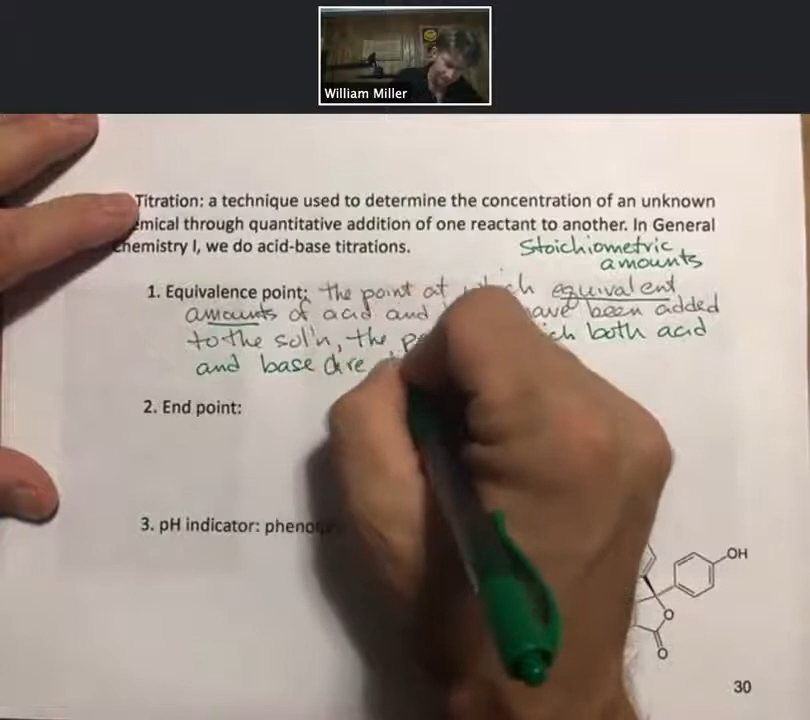 William Miller
Titration: a technique used to determine the concentration of an unknown
emical through quantitative addition of one reactant to another. In General
Chemistry I, we do acid-base titrations.
Stoichiometric
amounts
1. Equivalence point: the point at which equivalent
amounts of acid and have been added
to the sol'n, the both acid
and base are
2. End point:
3. pH indicator:
OH
O
O
30